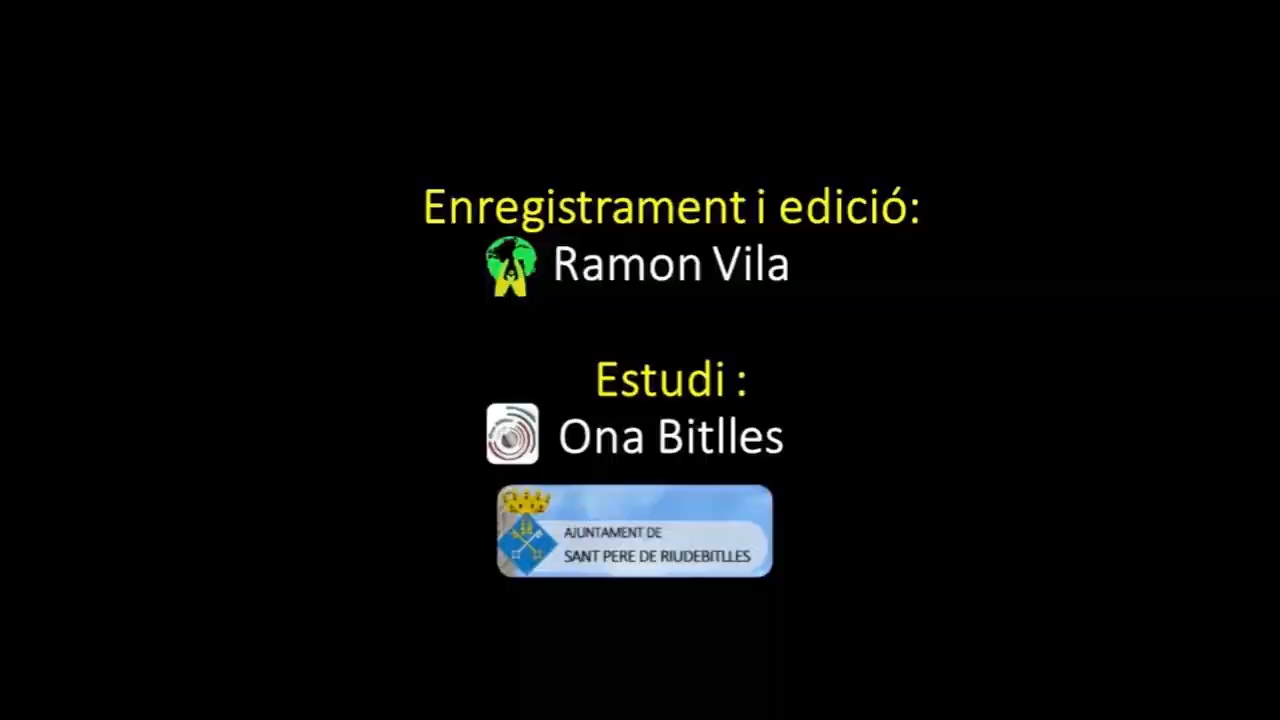 Enregistrament i edició:
Ramon Vila
Estudi :
Ona Bitlles
AJUNTAMENT DE
SANT PERE DE RIUDEBITLLES